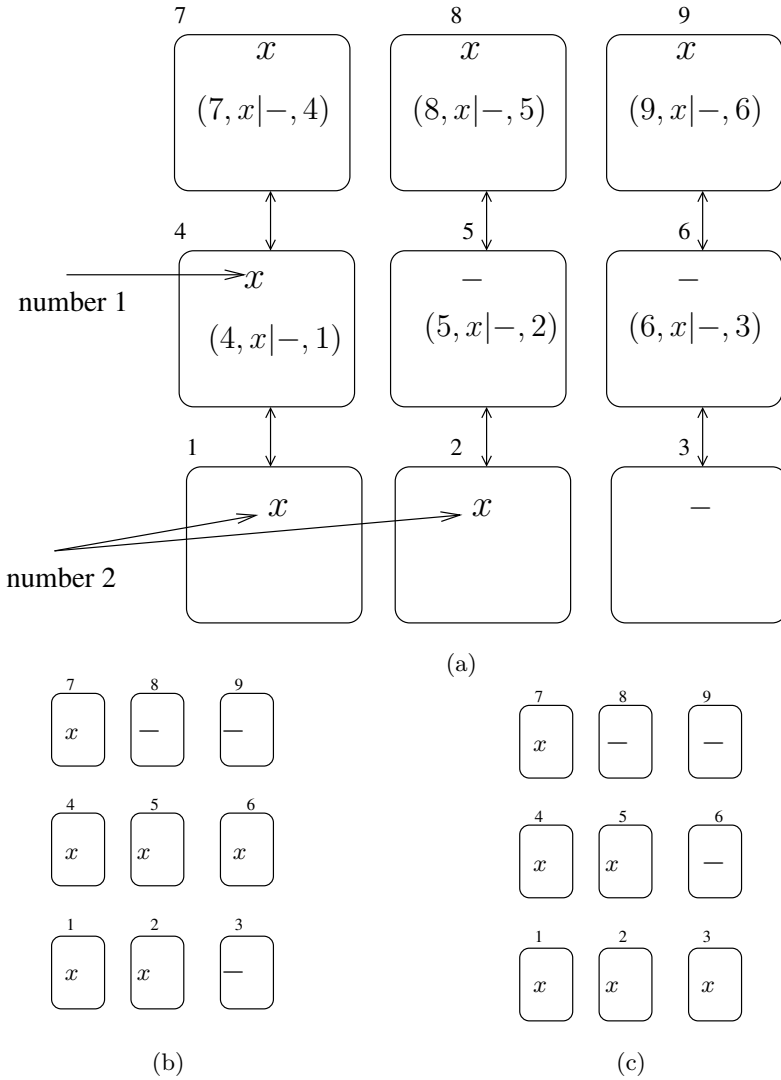 7 8 9
x x x
(7, x|−, 4) (8, x|−, 5) (9, x|−, 6)
4 5 6
x − −
number 1
(4, x|−, 1) (5, x|−, 2) (6, x|−, 3)
1 2 3
x x −
number 2
(a)
7 8 9
x − −
4 5 6
x x x
1 2 3
x x −
(b)
7 8 9
x − −
4 5 6
x x −
1 2 3
x x x
(c)